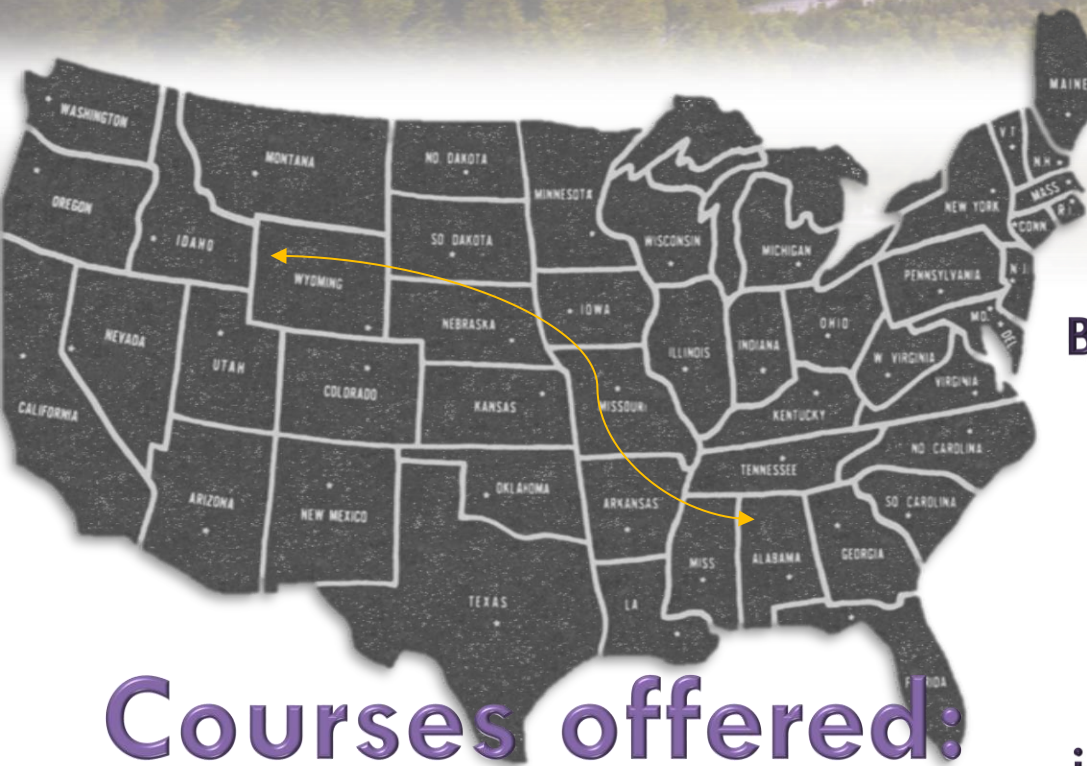 MAINE
WASHINGTON
VT
MONTANA
NO. DAKOTA
N.H.
MINNESOTA
MASS
OREGON
NEW YORK
R.I.
IDAHO
SO DAKOTA
WISCONSIN
CONN.
MICHIGAN
PENNSYLVANIA
N.J.
WYOMING
IOWA
MD.
DEL
NEBRASKA
OHIO
NEVADA
INDIANA
B
ILLINOIS
W VIRGINIA
UTAH
VIRGINIA
COLORADO
KANSAS
MISSOURI
CALIFORNIA
KENTUCKY
NO CAROLINA
TENNESSEE
OKLAHOMA
ARIZONA
ARKANSAS
SO CAROLINA
NEW MEXICO
GEORGIA
MISS
ALABAMA
TEXAS
LA
FLORIDA
Courses offered: